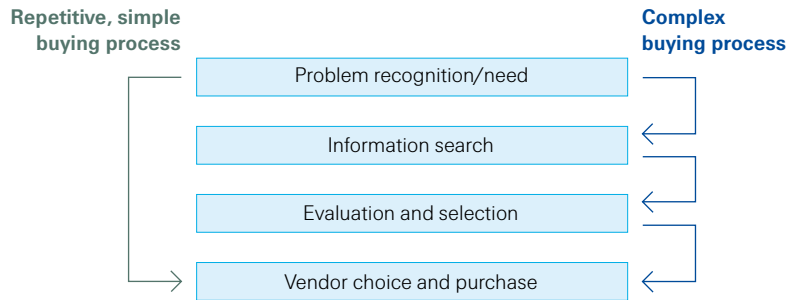 Repetitive, simple
buying process
Complex
buying process
Problem recognition/need
Information search
Evaluation and selection
Vendor choice and purchase